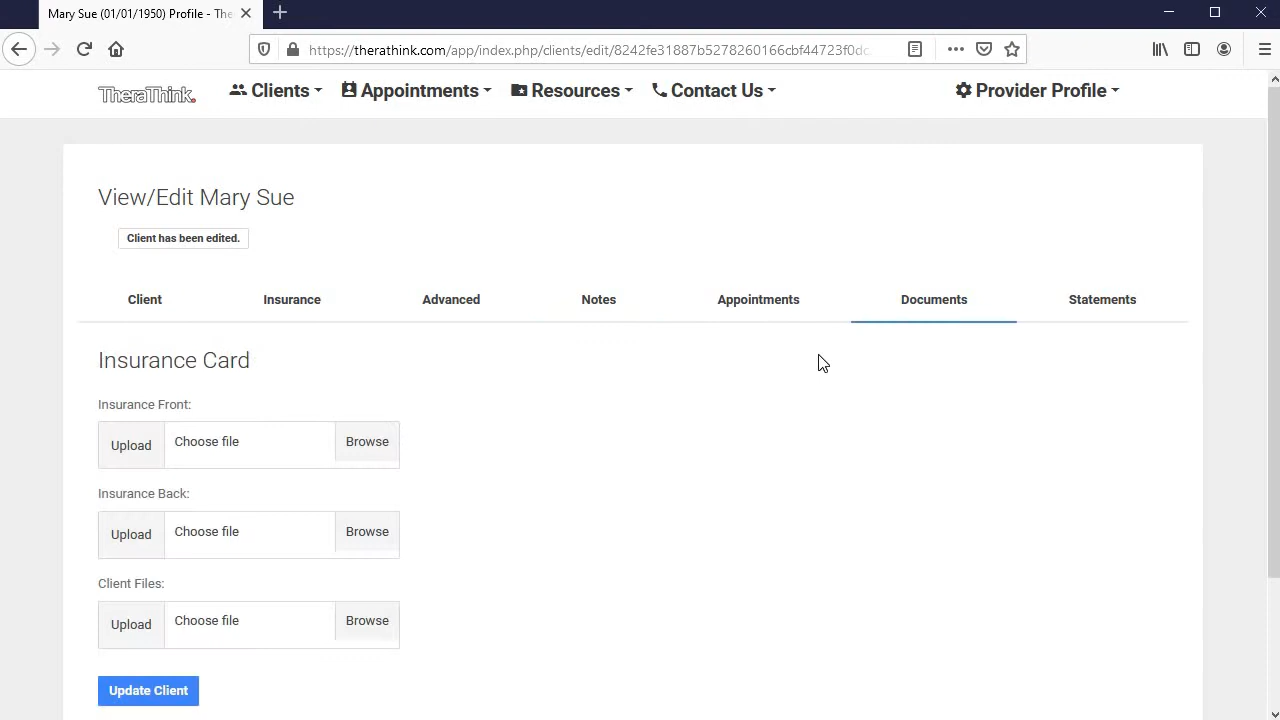 Mary Sue (01/01/1950) Profile - The
https://therathink.com/app/index.php/clients/edit/8242fe31887b5278260166cbf44723f0dc
TheraThink.
Clients
Appointments
Resources
Contact Us
Provider Profile
View/Edit Mary Sue
Client has been edited.
Client
Insurance
Advanced
Notes
Appointments
Documents
Statements
Insurance Card
Insurance Front:
Upload
Choose file
Browse
Insurance Back:
Upload
Choose file
Browse
Client Files:
Upload
Choose file
Browse
Update Client